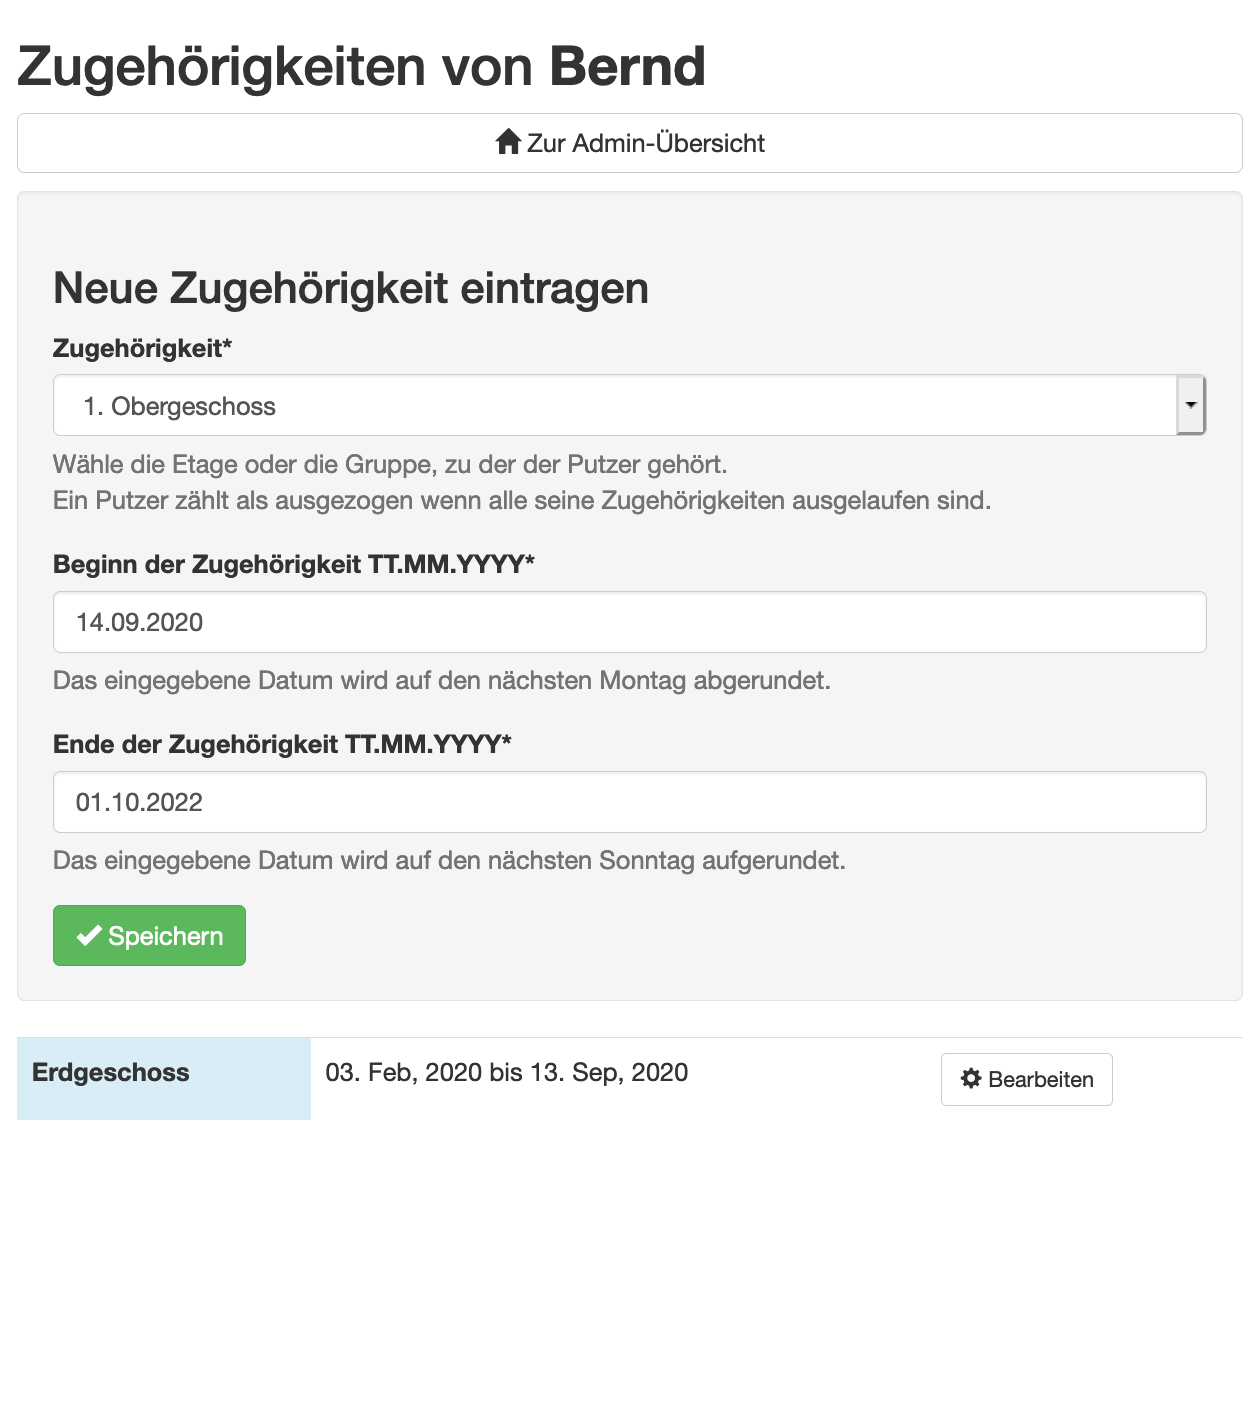 Zugehörigkeiten von Bernd
Zur Admin-Übersicht
Neue Zugehörigkeit eintragen
Zugehörigkeit*
1. Obergeschoss
Wähle die Etage oder die Gruppe, zu der der Putzer gehört.
Ein Putzer zählt als ausgezogen wenn alle seine Zugehörigkeiten ausgelaufen sind.
Beginn der Zugehörigkeit TT.MM.YYYY*
14.09.2020
Das eingegebene Datum wird auf den nächsten Montag abgerundet.
Ende der Zugehörigkeit TT.MM.YYYY*
01.10.2022
Das eingegebene Datum wird auf den nächsten Sonntag aufgerundet.
Speichern
Erdgeschoss 03. Feb, 2020 bis 13. Sep, 2020 Bearbeiten